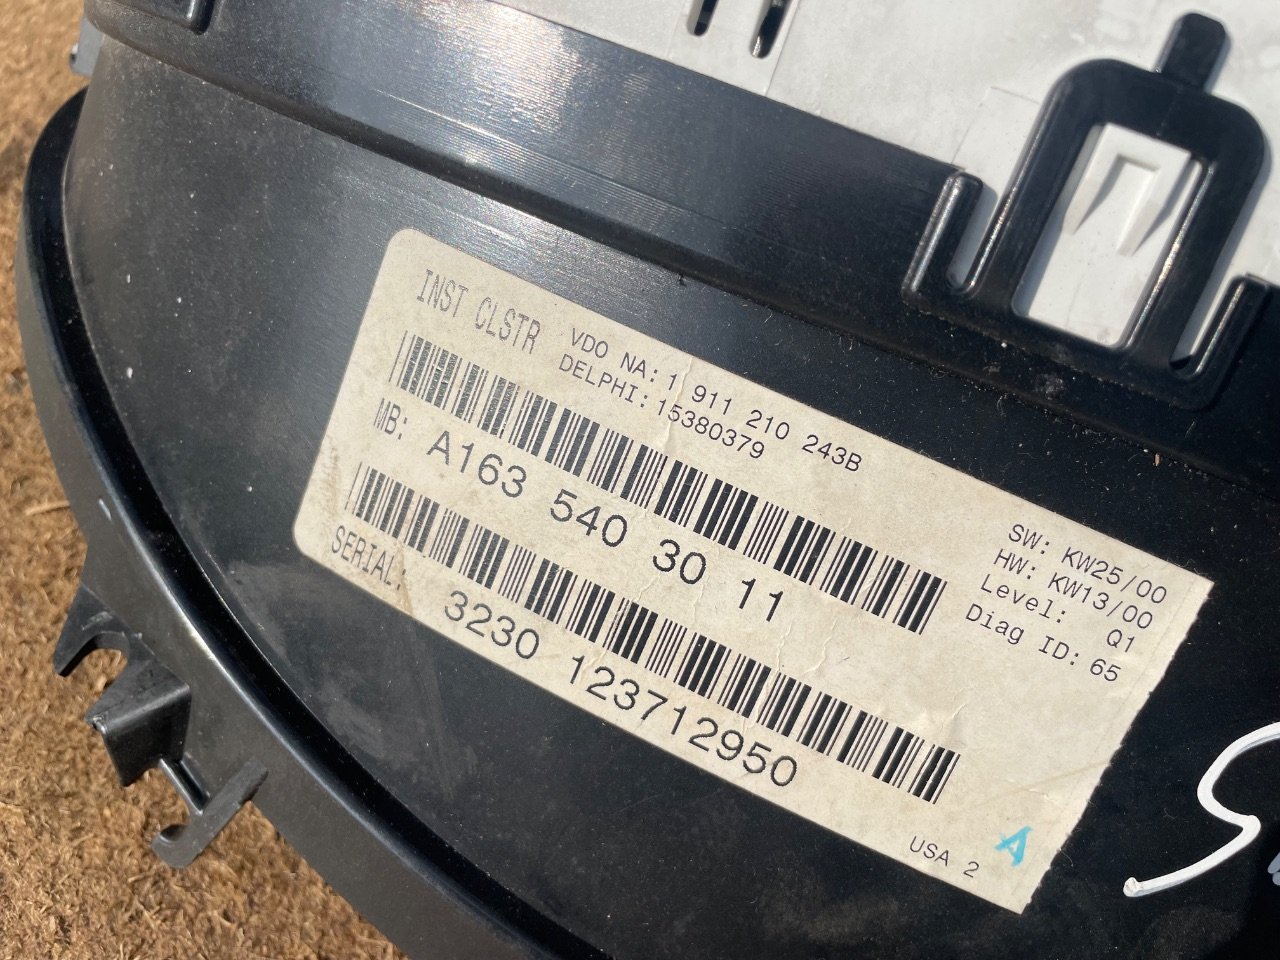 INST CLSTR
VDO NA: 1 911 210 243B
DELPHI: 15380379
MB: A163 540 30 11
SERIAL: 3230 123712950
SW: KW25/00
HW: KW13/00
Level: Q1
Diag ID: 65
USA 2
A